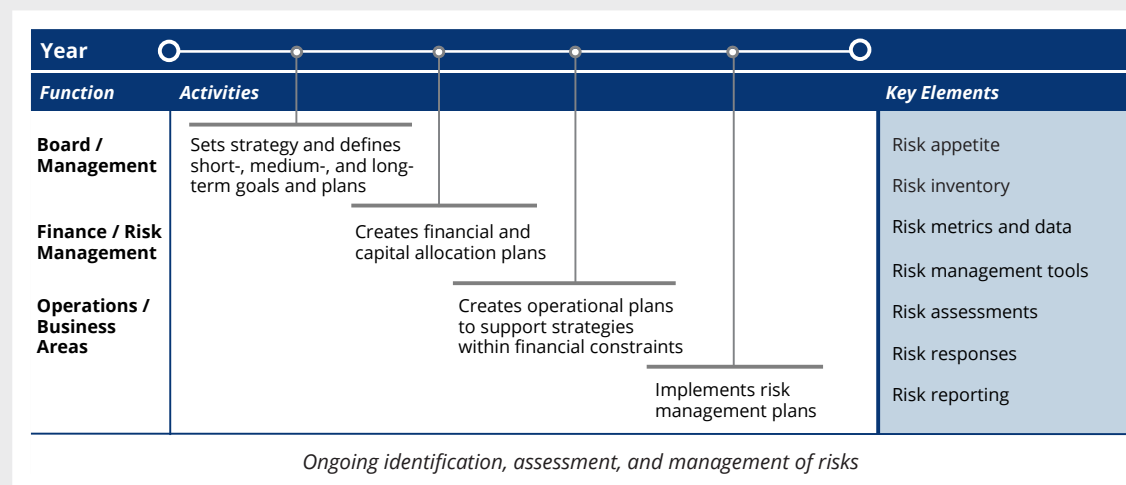 Year
Function
Activities
Key Elements
Board /
Management
Sets strategy and defines
short-, medium-, and long-
term goals and plans
Finance / Risk
Management
Creates financial and
capital allocation plans
Operations /
Business
Areas
Creates operational plans
to support strategies
within financial constraints
Implements risk
management plans
Risk appetite
Risk inventory
Risk metrics and data
Risk management tools
Risk assessments
Risk responses
Risk reporting
Ongoing identification, assessment, and management of risks